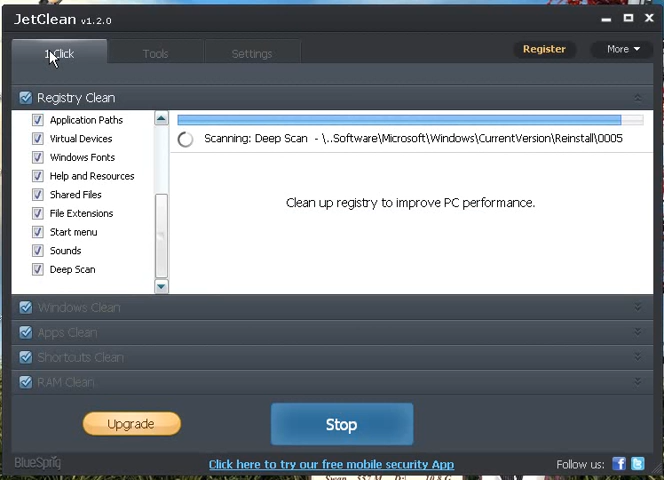 JetClean v1.2.0
1 Click
Tools
Settings
Register
More
Registry Clean
Application Paths
Virtual Devices
Windows Fonts
Help and Resources
Shared Files
File Extensions
Start menu
Sounds
Deep Scan
Scanning: Deep Scan - \..Software\Microsoft\Windows\CurrentVersion\Reinstall\0005
Clean up registry to improve PC performance.
Windows Clean
Apps Clean
Shortcuts Clean
RAM Clean
Upgrade
Stop
BlueSpriq
Click here to try our free mobile security App
Follow us: